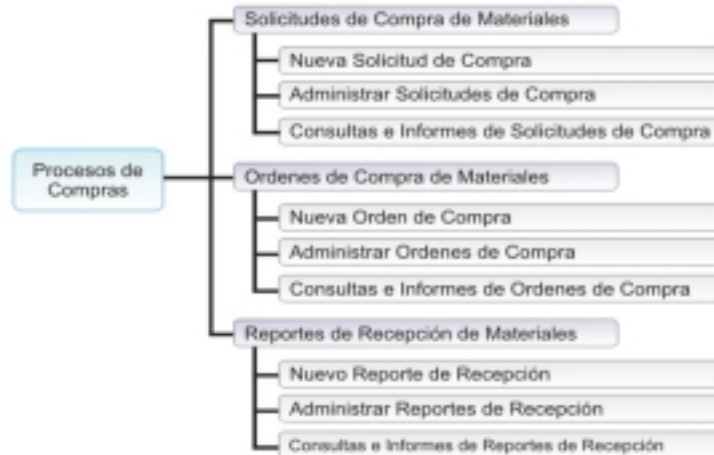 Solicitudes de Compra de Materiales
Nueva Solicitud de Compra
Administrar Solicitudes de Compra
Consultas e Informes de Solicitudes de Compra
Procesos de
Compras
Ordenes de Compra de Materiales
Nueva Orden de Compra
Administrar Ordenes de Compra
Consultas e Informes de Ordenes de Compra
Reportes de Recepción de Materiales
Nuevo Reporte de Recepción
Administrar Reportes de Recepción
Consultas e Informes de Reportes de Recepción